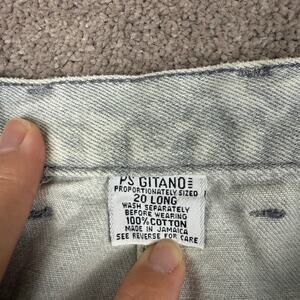 PS GITANO
PROPORTIONATELY SIZED
20 LONG
WASH SEPARATELY
BEFORE WEARING
100% COTTON
MADE IN JAMAICA
SEE REVERSE FOR CARE